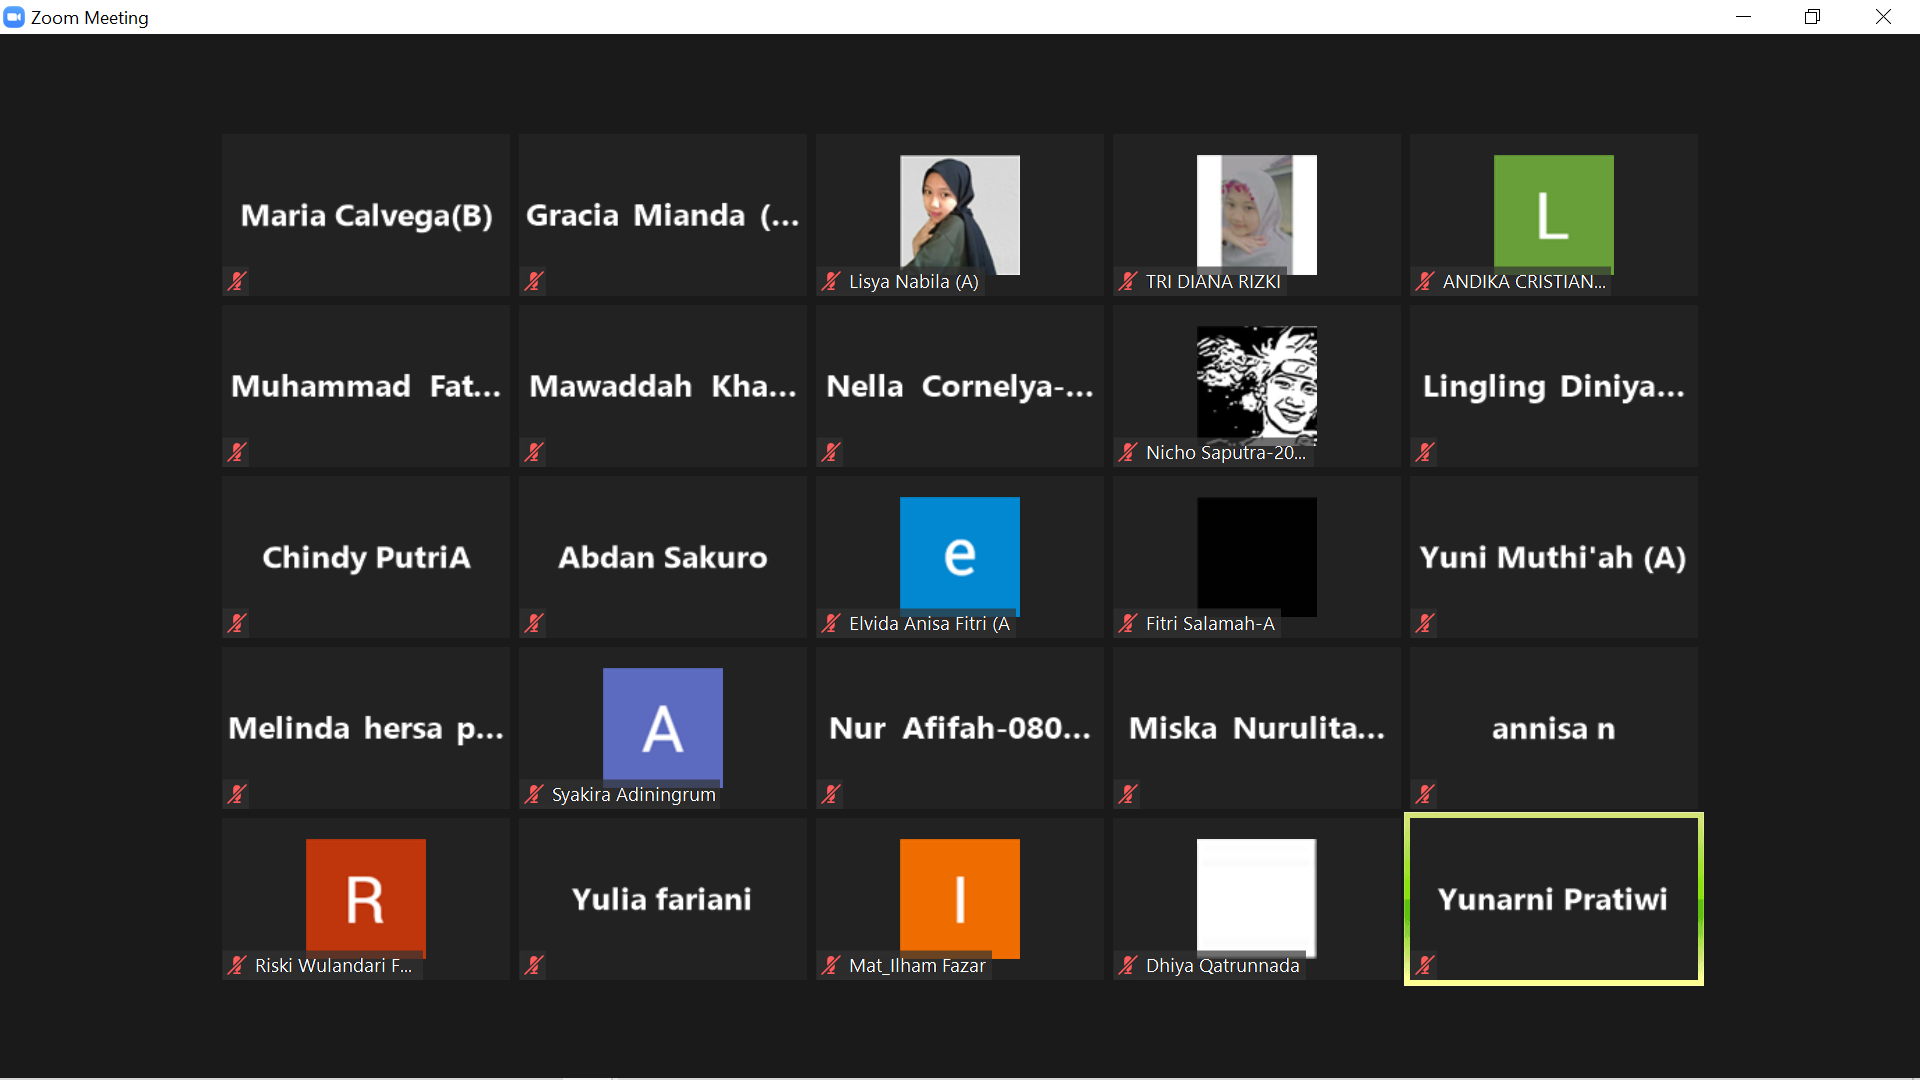 Zoom Meeting
Maria Calvega(B)
Gracia Mianda (...
Lisya Nabila (A)
TRI DIANA RIZKI
L
ANDIKA CRISTIAN...
Muhammad Fat...
Mawaddah Kha...
Nella Cornelya-...
Nicho Saputra-20...
Lingling Diniya...
Chindy PutriA
Abdan Sakuro
e
Elvida Anisa Fitri (A
Fitri Salamah-A
Yuni Muthi'ah (A)
Melinda hersa p...
A
Syakira Adiningrum
Nur Afifah-080...
Miska Nurulita...
annisa n
R
Riski Wulandari F...
Yulia fariani
I
Mat_Ilham Fazar
Dhiya Qatrunnada
Yunarni Pratiwi